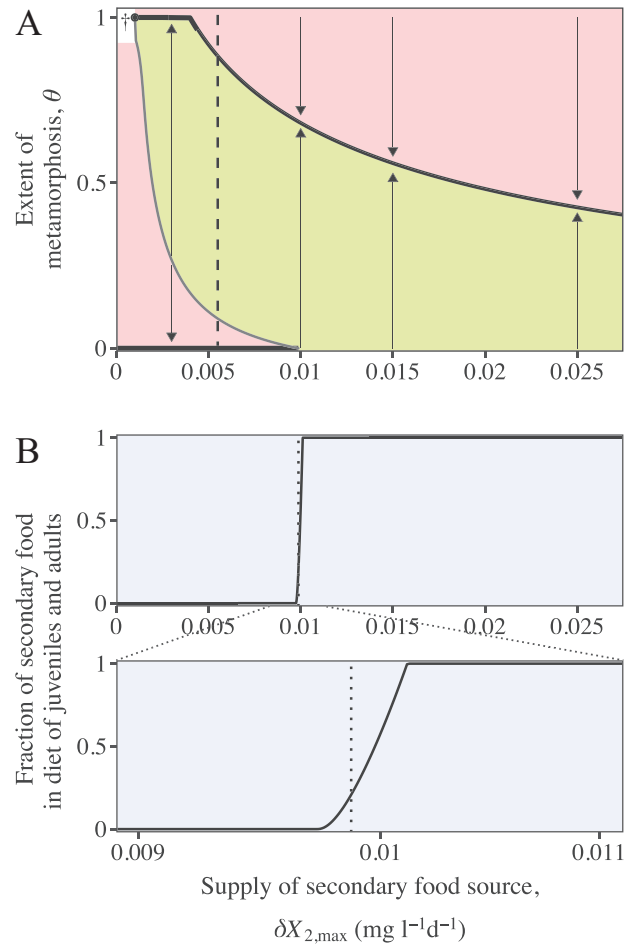 A
†
1
0.5
0
Extent of
metamorphosis, θ
0 0.005 0.01 0.015 0.02 0.025
B
1
0.5
0
0 0.005 0.01 0.015 0.02 0.025
Fraction of secondary food
in diet of juveniles and adults
1
0.5
0
0.009 0.01 0.011
Supply of secondary food source,
δX₂,max (mg l⁻¹d⁻¹)